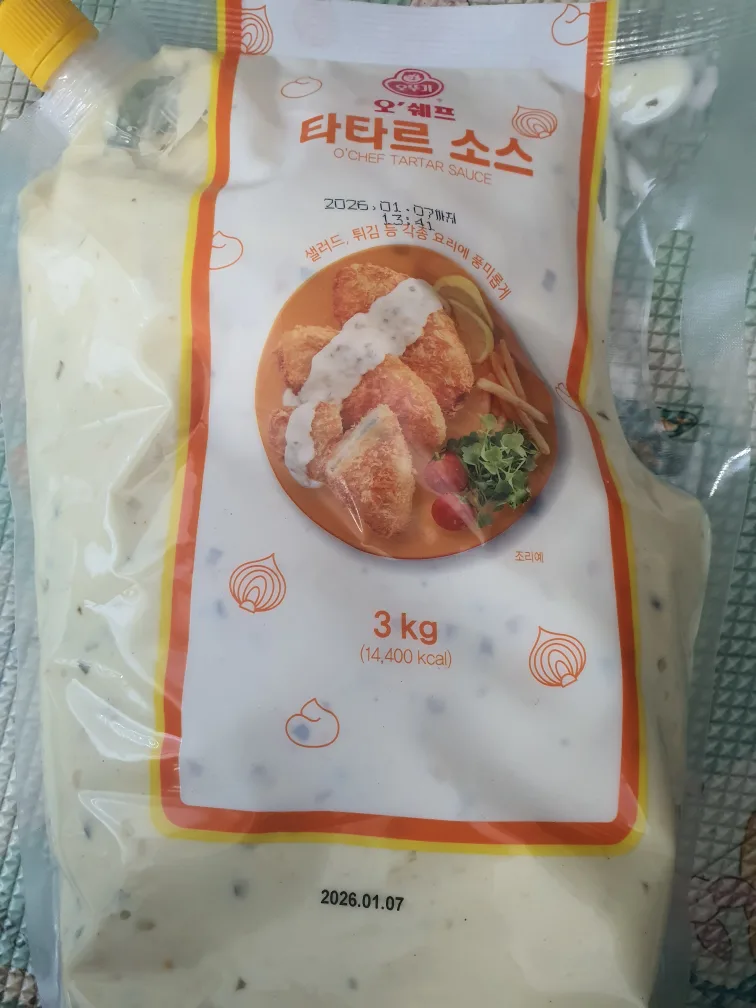 오뚜기
오'쉐프
타타르 소스
O'CHEF TARTAR SAUCE
2026.01.07까지
13:41
샐러드, 튀김 등 각종 요리에 풍미롭게
조리예
3 kg
(14,400 kcal)
2026.01.07